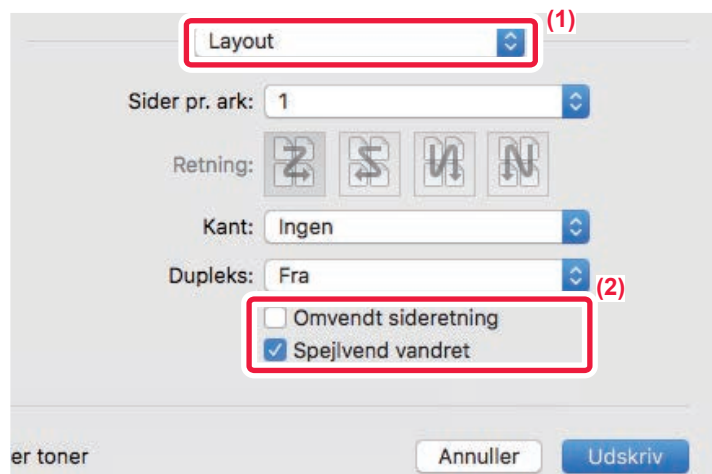 (1)
Layout
Sider pr. ark: 1
Retning:
Kant: Ingen
Dupleks: Fra
(2)
Omvendt sideretning
Spejlvend vandret
er toner Annuller Udskriv